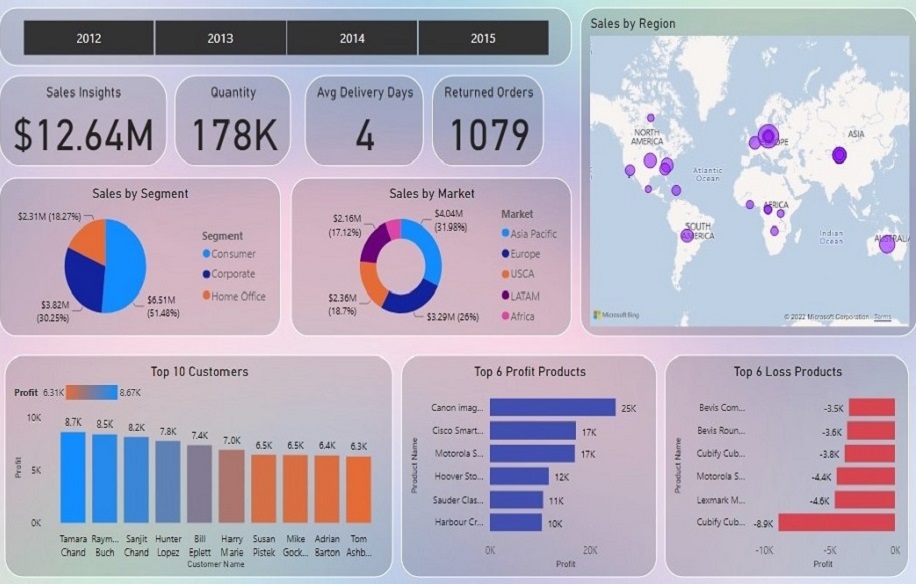 2012
2013
2014
2015
Sales by Region
Sales Insights
$12.64M
Quantity
178K
Avg Delivery Days
4
Returned Orders
1079
NORTH
AMERICA
ASIA
Atlantic
Ocean
AFRICA
SOUTH
AMERICA
Indian
Ocean
Microsoft Bing
© 2022 Microsoft Corporation Terms
Sales by Segment
$2.31M (18.27%)
$3.82M
(30.25%)
$6.51M
(51.48%)
Segment
Consumer
Corporate
Home Office
Sales by Market
$2.16M
(17.12%)
$4.04M
(31.98%)
$2.36M
(18.7%)
$3.29M (26%)
Market
Asia Pacific
Europe
USCA
LATAM
Africa
Top 10 Customers
Profit 6.31K 8.67K
10K
5K
0K
Profit
8.7K
8.5K
8.2K
7.8K
7.4K
7.0K
6.5K
6.5K
6.4K
6.3K
Tamara
Chand
Raym...
Buch
Sanjit
Chand
Hunter
Lopez
Bill
Eplett
Harry
Marie
Susan
Pistek
Mike
Gock...
Adrian
Barton
Tom
Ashb...
Customer Name
Top 6 Profit Products
Product Name
Canon imag... 25K
Cisco Smart... 17K
Motorola S... 17K
Hoover Sto... 12K
Sauder Clas... 11K
Harbour Cr... 10K
0K 20K
Profit
Top 6 Loss Products
Product Name
Bevis Com... -3.5K
Bevis Roun... -3.6K
Cubify Cub... -3.8K
Motorola S... -4.4K
Lexmark M... -4.6K
Cubify Cub... -8.9K
-10K -5K 0K
Profit